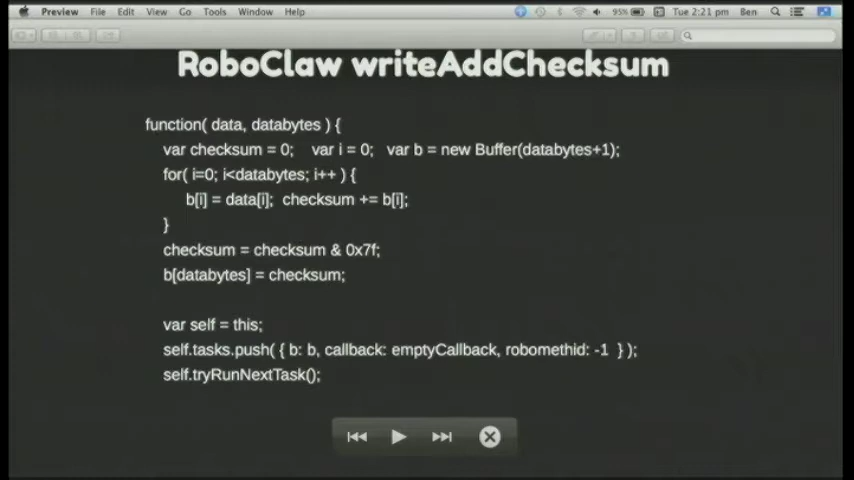 Preview File Edit View Go Tools Window Help 95% Tue 2:21 pm Ben
RoboClaw writeAddChecksum
function( data, databytes ) {
var checksum = 0; var i = 0; var b = new Buffer(databytes+1);
for( i=0; i<databytes; i++ ) {
b[i] = data[i]; checksum += b[i];
}
checksum = checksum & 0x7f;
b[databytes] = checksum;
var self = this;
self.tasks.push( { b: b, callback: emptyCallback, robomethid: -1 } );
self.tryRunNextTask();